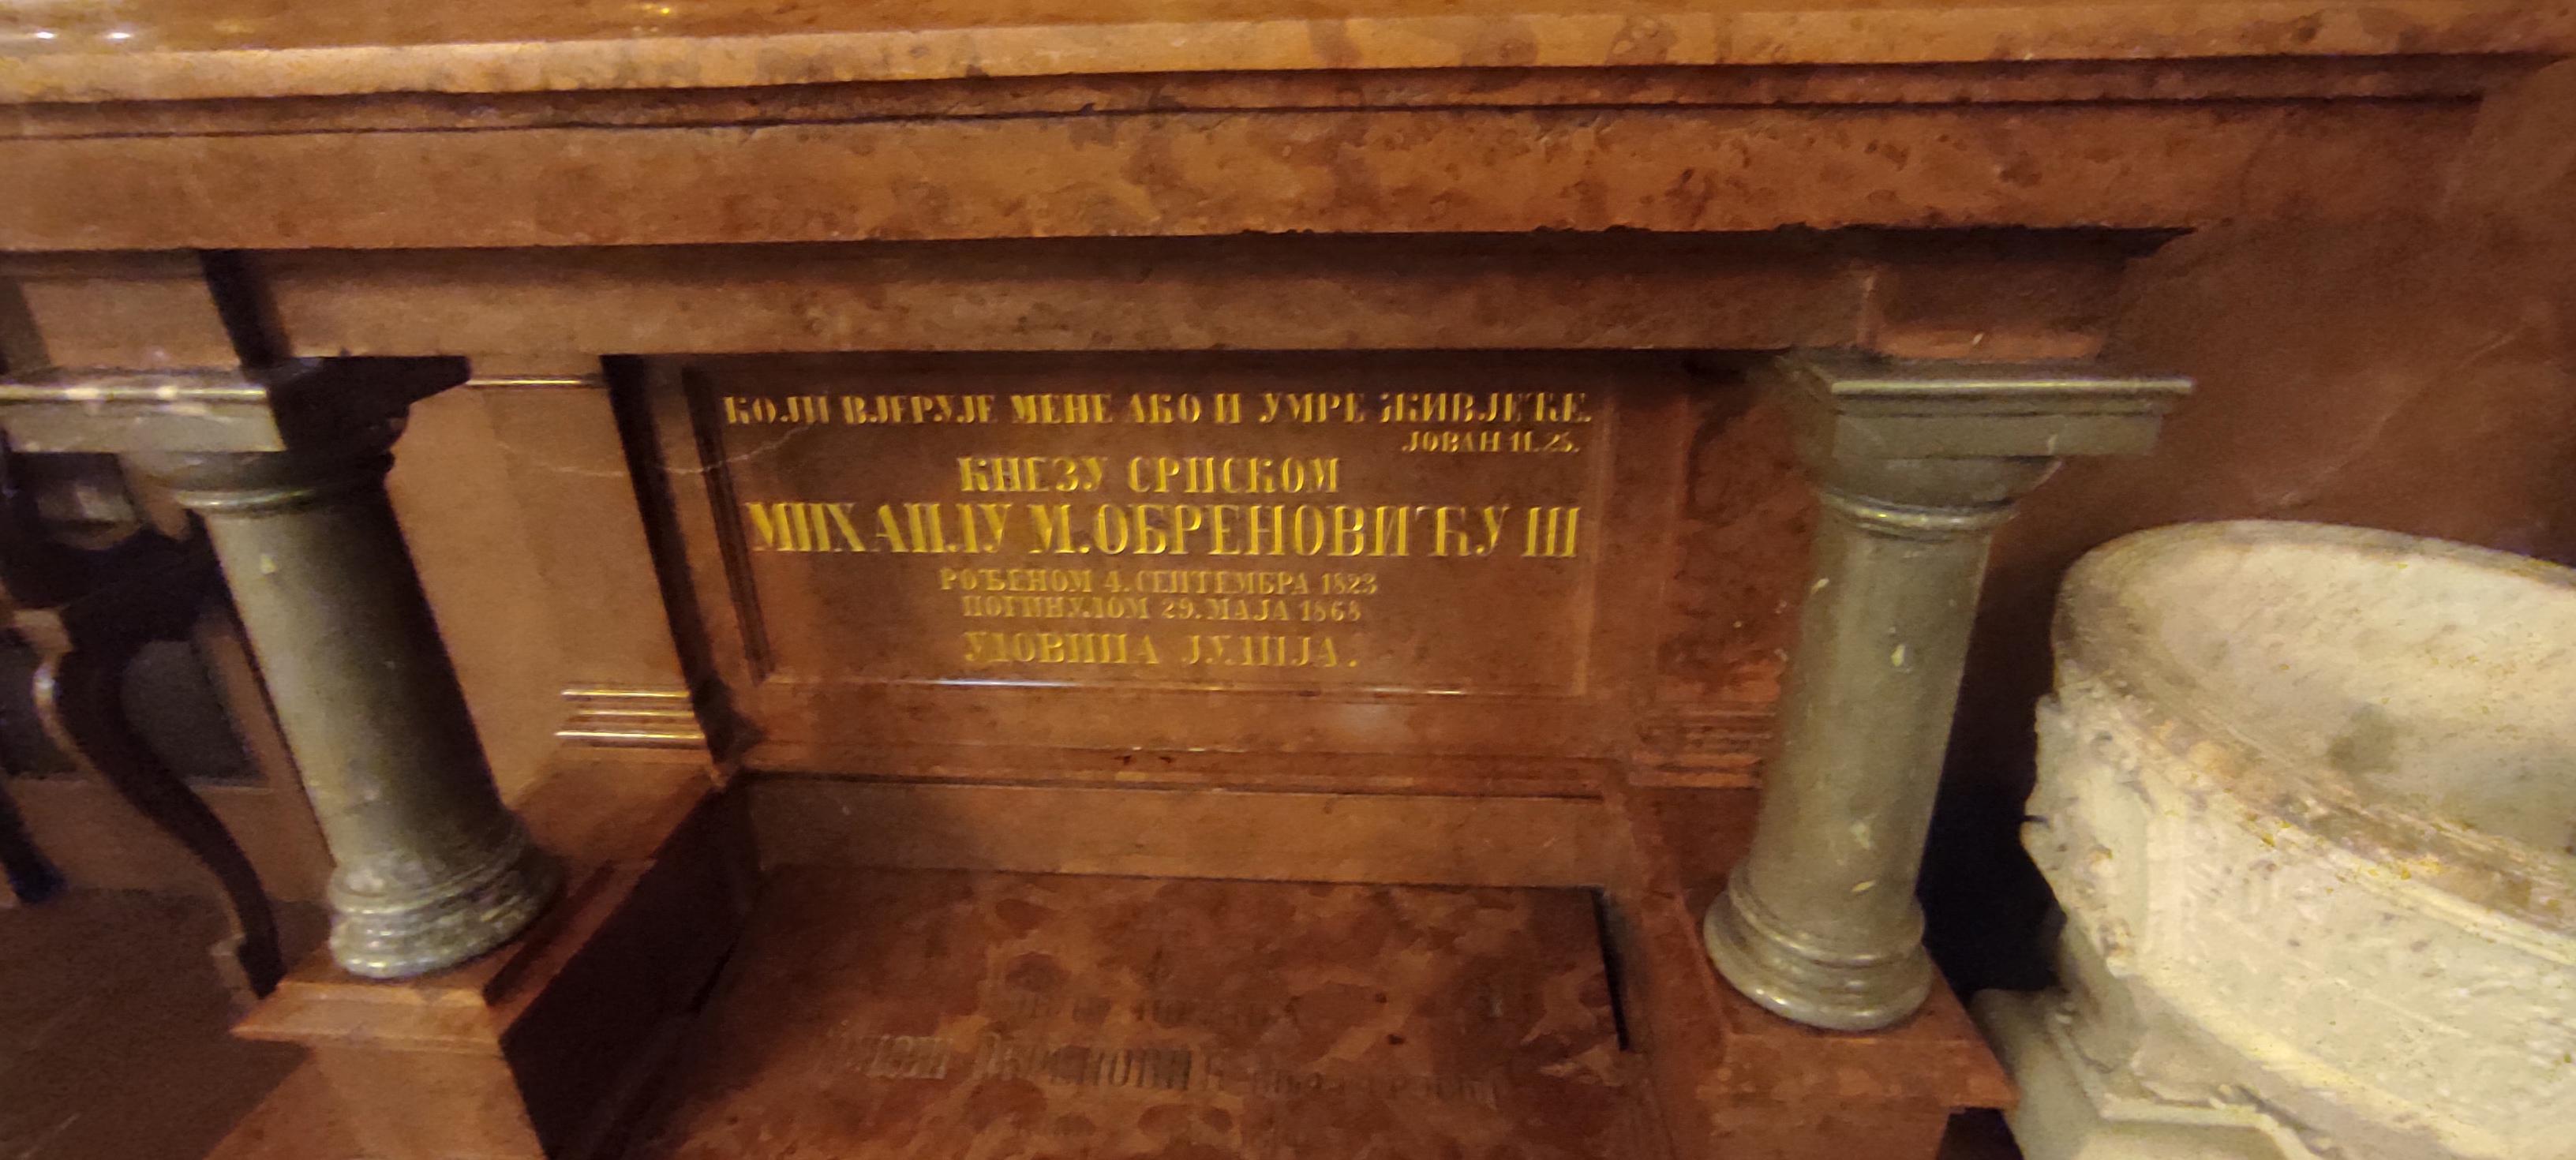 КОЈИ ВЈЕРУЈЕ МЕНЕ АКО И УМРЕ ЖИВЈЕЋЕ.
ЈОВАН 11.25.
КНЕЗУ СРПСКОМ
МИХАИЛУ М. ОБРЕНОВИЋУ III
РОЂЕНОМ 4. СЕПТЕМБРА 1823
ПОГИНУЛОМ 29. МАЈА 1868
УДОВИЦА ЈУЛИЈА.
ОБРЕНОВИЋ